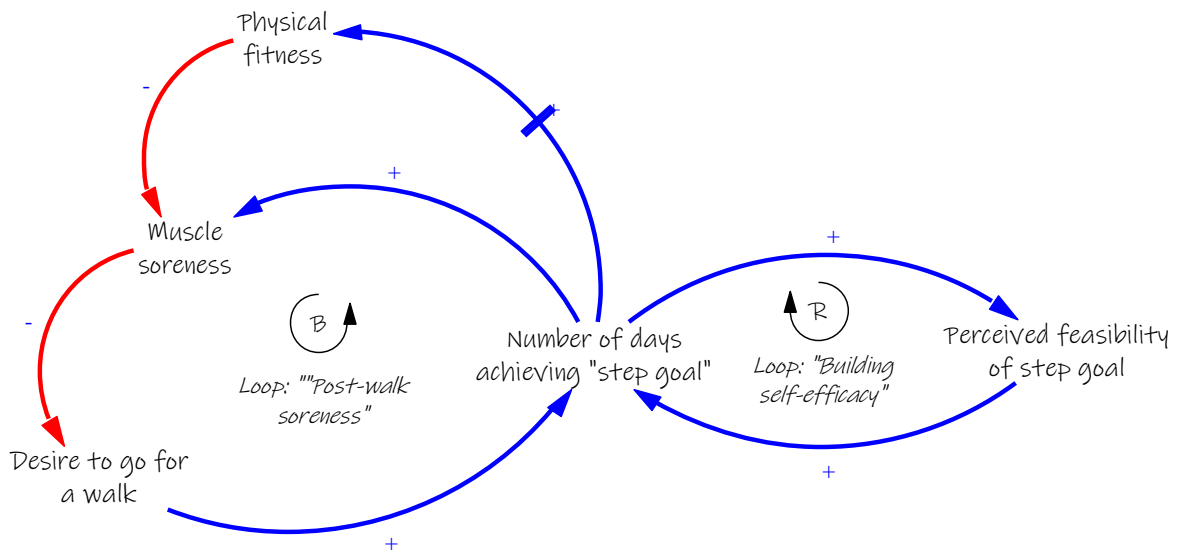 Physical
fitness
-
+
+
Muscle
soreness
+
-
B
R
Number of days
achieving "step goal"
Perceived feasibility
of step goal
Loop: ""Post-walk
soreness"
Loop: "Building
self-efficacy"
Desire to go for
a walk
+
+